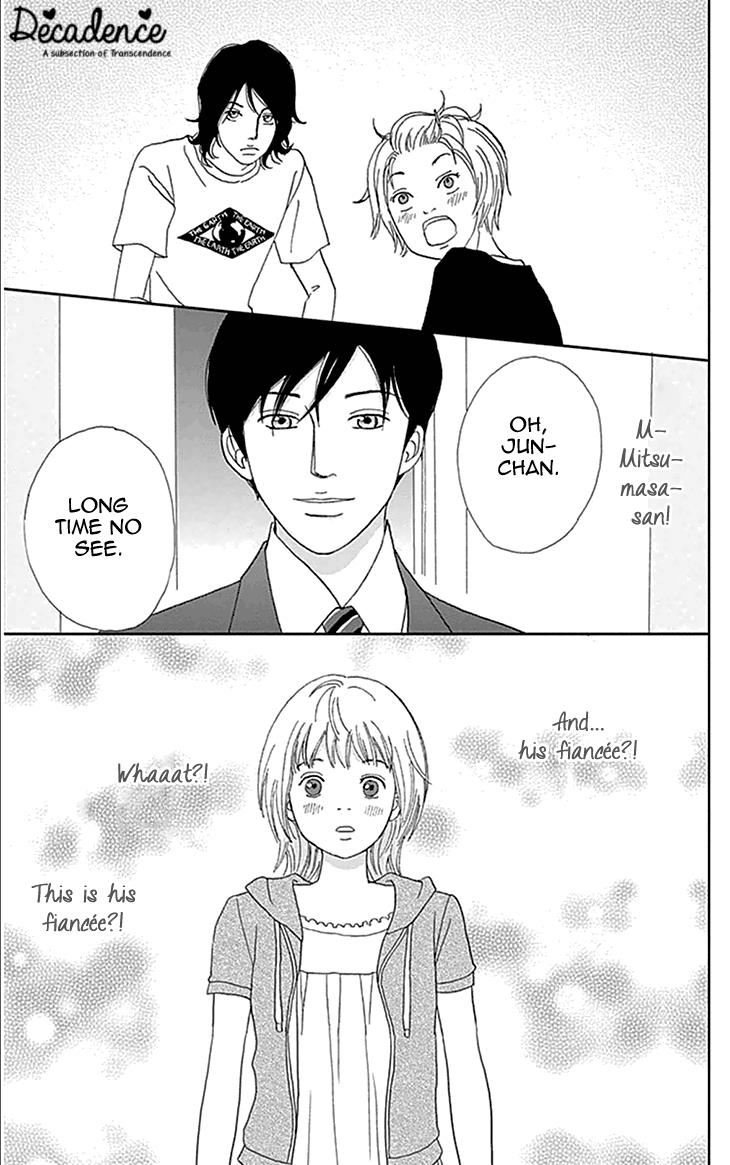 Decadence
A subsection of Transcendence
THE EARTH THE EARTH
THE EARTH THE EARTH
M-
Mitsu-
masa-
san!
OH,
JUN-
CHAN.
LONG
TIME NO
SEE.
And...
his fiancée?!
Whaaat?!
This is his
fiancée?!